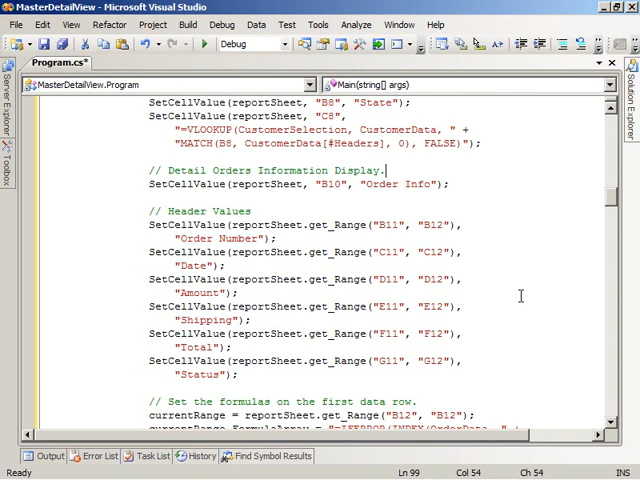 MasterDetailView - Microsoft Visual Studio
File Edit View Project Build Debug Data Tools Test Analyze Window Help
Debug
Program.cs*
MasterDetailView.Program Main(string[] args)
Server Explorer
Toolbox
Solution Explorer
SetCellValue(reportSheet, "B8", "State");
SetCellValue(reportSheet, "C8",
"=VLOOKUP(CustomerSelection, CustomerData, " +
"MATCH(B8, CustomerData[#Headers], 0), FALSE)");
// Detail Orders Information Display.
SetCellValue(reportSheet, "B10", "Order Info");
// Header Values
SetCellValue(reportSheet.get_Range("B11", "B12"),
"Order Number");
SetCellValue(reportSheet.get_Range("C11", "C12"),
"Date");
SetCellValue(reportSheet.get_Range("D11", "D12"),
"Amount");
SetCellValue(reportSheet.get_Range("E11", "E12"),
"Shipping");
SetCellValue(reportSheet.get_Range("F11", "F12"),
"Total");
SetCellValue(reportSheet.get_Range("G11", "G12"),
"Status");
// Set the formulas on the first data row.
currentRange = reportSheet.get_Range("B12", "B12");
currentRange.FormulaArray = "=IFERROR(INDEX(OrderData, " +
Output Error List Task List History Find Symbol Results
Ready Ln 99 Col 54 Ch 54 INS